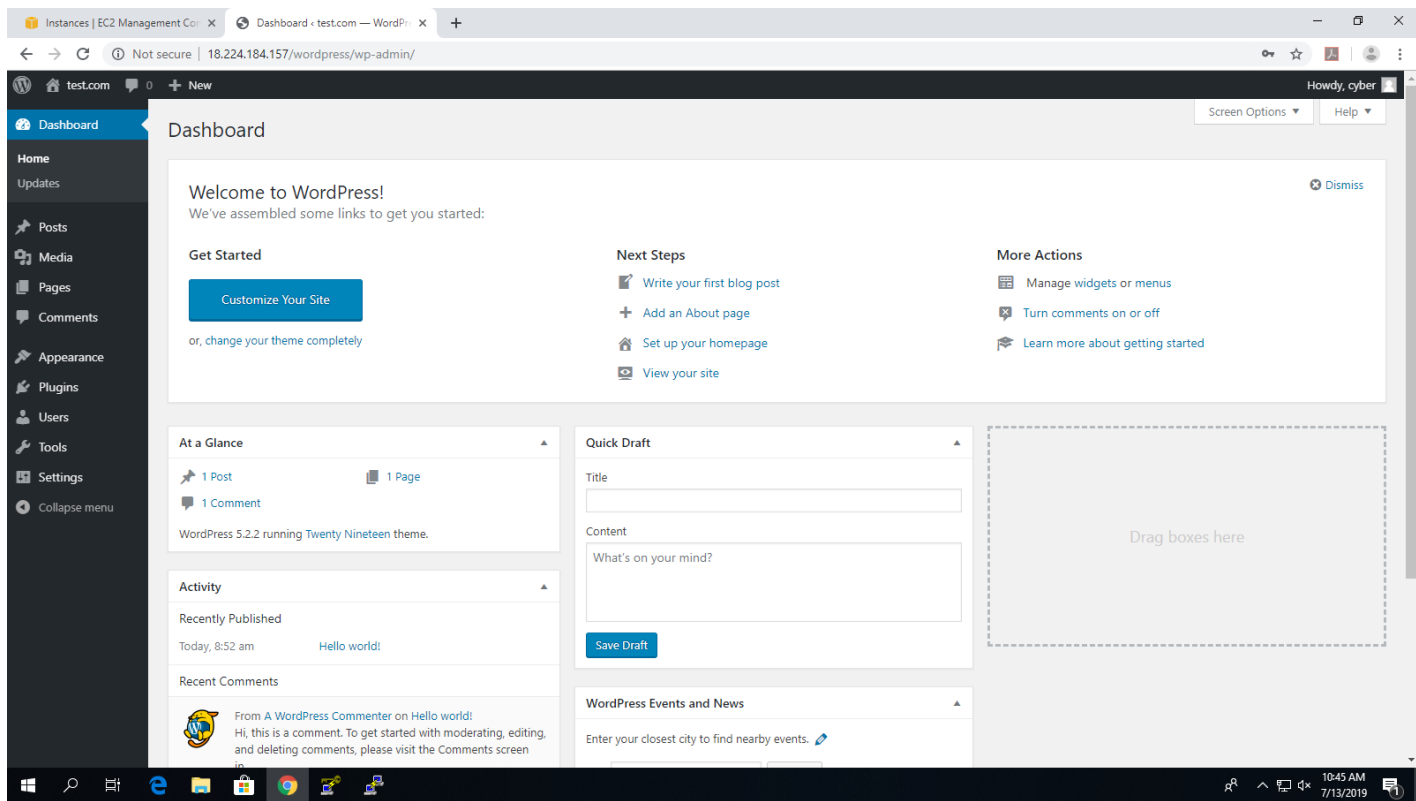 Instances | EC2 Management Con
Dashboard ‹ test.com — WordPre
Not secure | 18.224.184.157/wordpress/wp-admin/
test.com 0 + New Howdy, cyber
Dashboard
Home
Updates
Posts
Media
Pages
Comments
Appearance
Plugins
Users
Tools
Settings
Collapse menu
Screen Options Help
Dashboard
Welcome to WordPress!
Dismiss
We've assembled some links to get you started:
Get Started
Customize Your Site
or, change your theme completely
Next Steps
Write your first blog post
Add an About page
Set up your homepage
View your site
More Actions
Manage widgets or menus
Turn comments on or off
Learn more about getting started
At a Glance
1 Post 1 Page
1 Comment
WordPress 5.2.2 running Twenty Nineteen theme.
Activity
Recently Published
Today, 8:52 am Hello world!
Recent Comments
From A WordPress Commenter on Hello world!
Hi, this is a comment. To get started with moderating, editing,
and deleting comments, please visit the Comments screen
in
Quick Draft
Title
Content
What's on your mind?
Save Draft
WordPress Events and News
Enter your closest city to find nearby events.
Drag boxes here
10:45 AM
7/13/2019
1